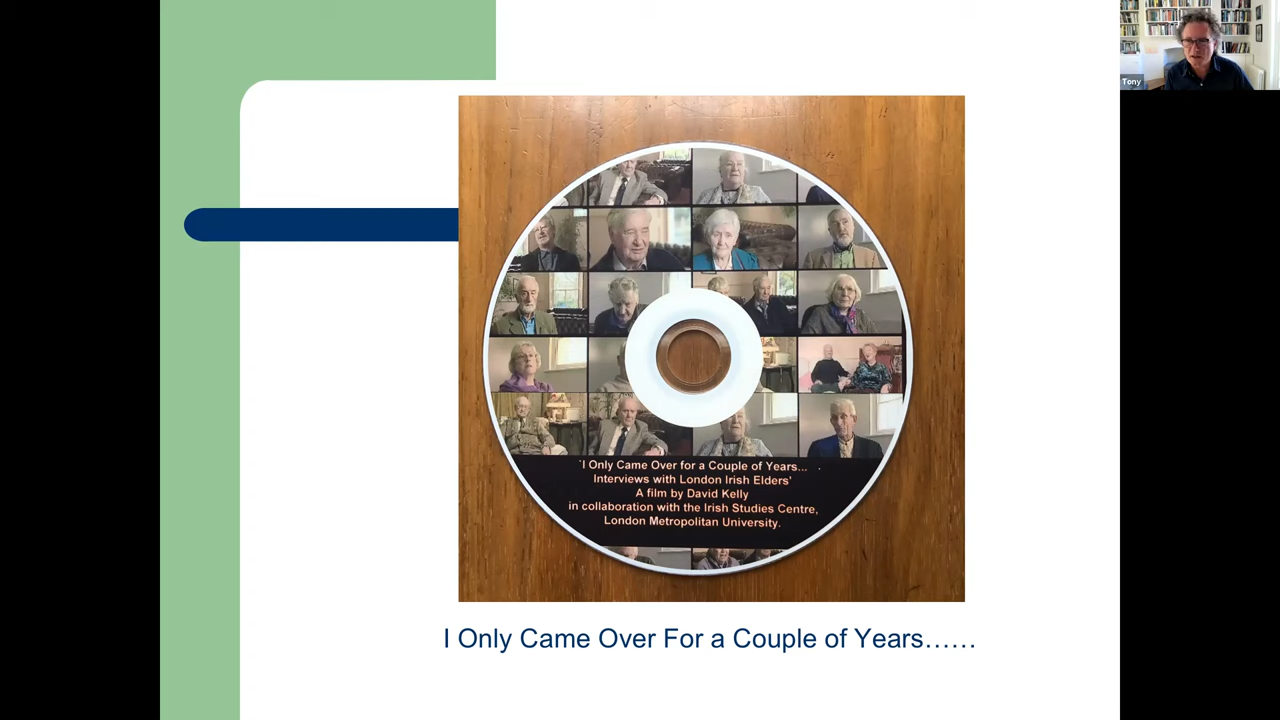 Tony
'I Only Came Over for a Couple of Years...
Interviews with London Irish Elders'
A film by David Kelly
in collaboration with the Irish Studies Centre,
London Metropolitan University.
I Only Came Over For a Couple of Years……